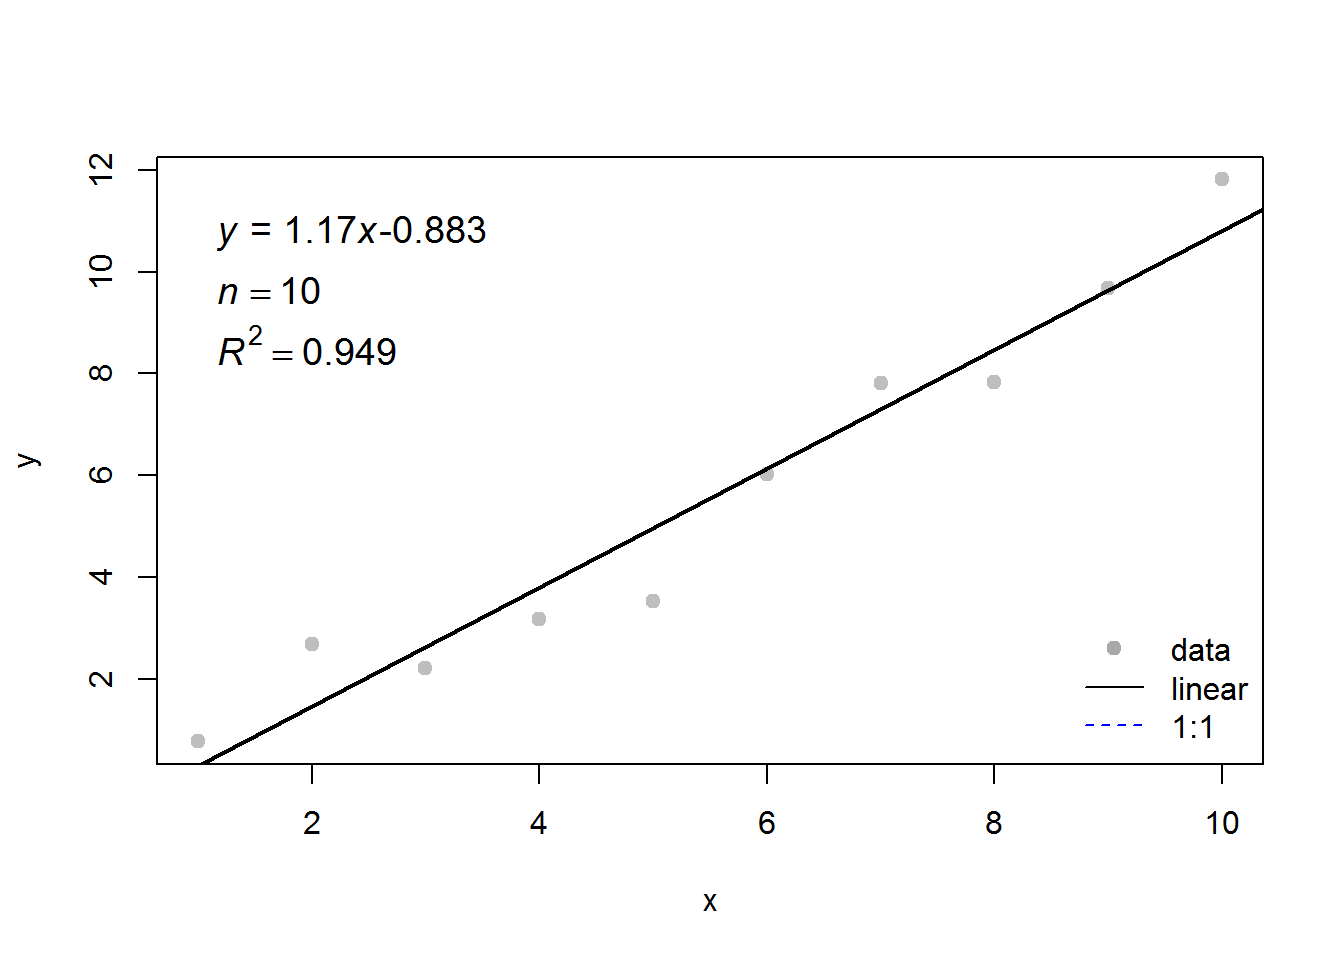 y = 1.17x-0.883
n = 10
R² = 0.949
12
10
8
6
4
2
y
data
linear
1:1
2 4 6 8 10
x